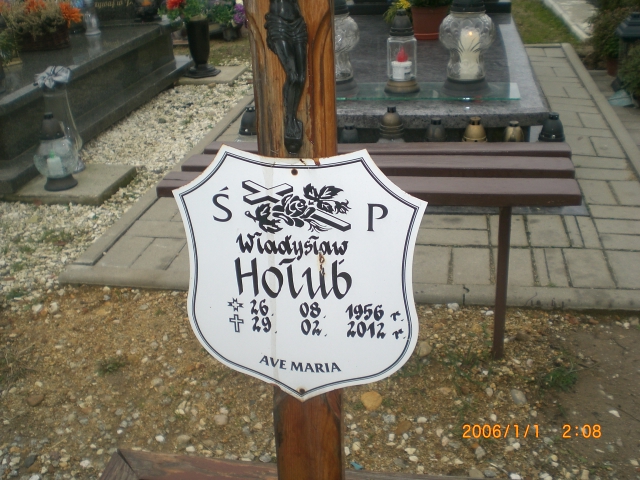 Ś P
Władysław
Hołub
* 26. 08. 1956 r.
† 29. 02. 2012 r.
AVE MARIA
2006/1/1 2:08